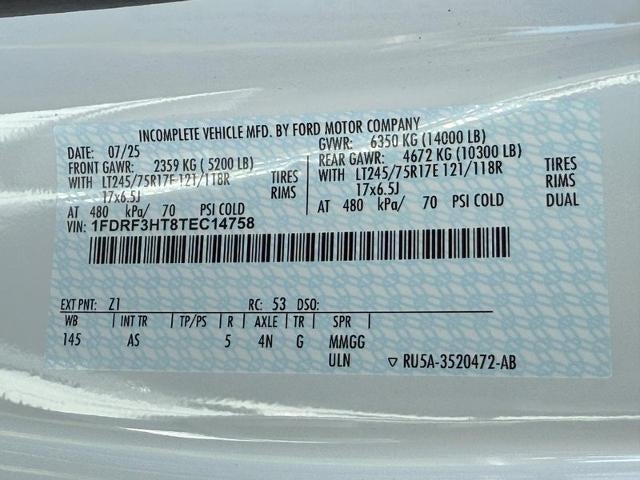 INCOMPLETE VEHICLE MFD. BY FORD MOTOR COMPANY
DATE: 07/25 GVWR: 6350 KG (14000 LB)
FRONT GAWR: 2359 KG ( 5200 LB) REAR GAWR: 4672 KG (10300 LB)
WITH LT245/75R17E 121/118R TIRES WITH LT245/75R17E 121/118R TIRES
17x6.5J RIMS 17x6.5J RIMS
AT 480 kPa/ 70 PSI COLD AT 480 kPa/ 70 PSI COLD DUAL
VIN: 1FDRF3HT8TEC14758
EXT PNT: Z1 RC: 53 DSO:
WB INT TR TP/PS R AXLE TR SPR
145 AS 5 4N G MMGG
ULN ▽ RU5A-3520472-AB